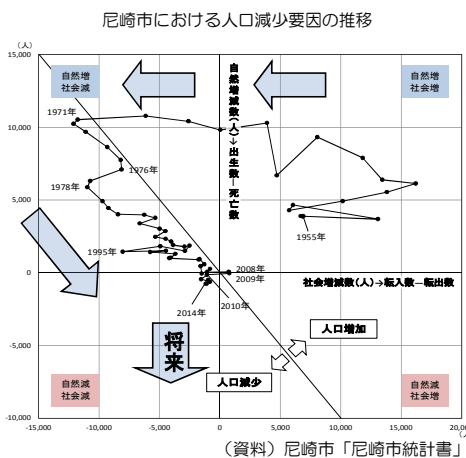 尼崎市における人口減少要因の推移
（人）
15,000
10,000
5,000
0
-5,000
-10,000
-15,000
-10,000
-5,000
0
5,000
10,000
15,000
20,000
（人
自然増
社会減
自然増
社会増
自然増減数（人）→出生数―死亡数
1971年
1976年
1978年
1995年
1955年
2008年
2009年
2010年
2014年
社会増減数（人）→転入数―転出数
人口増加
人口減少
将来
自然減
社会減
自然減
社会増
（資料）尼崎市「尼崎市統計書」